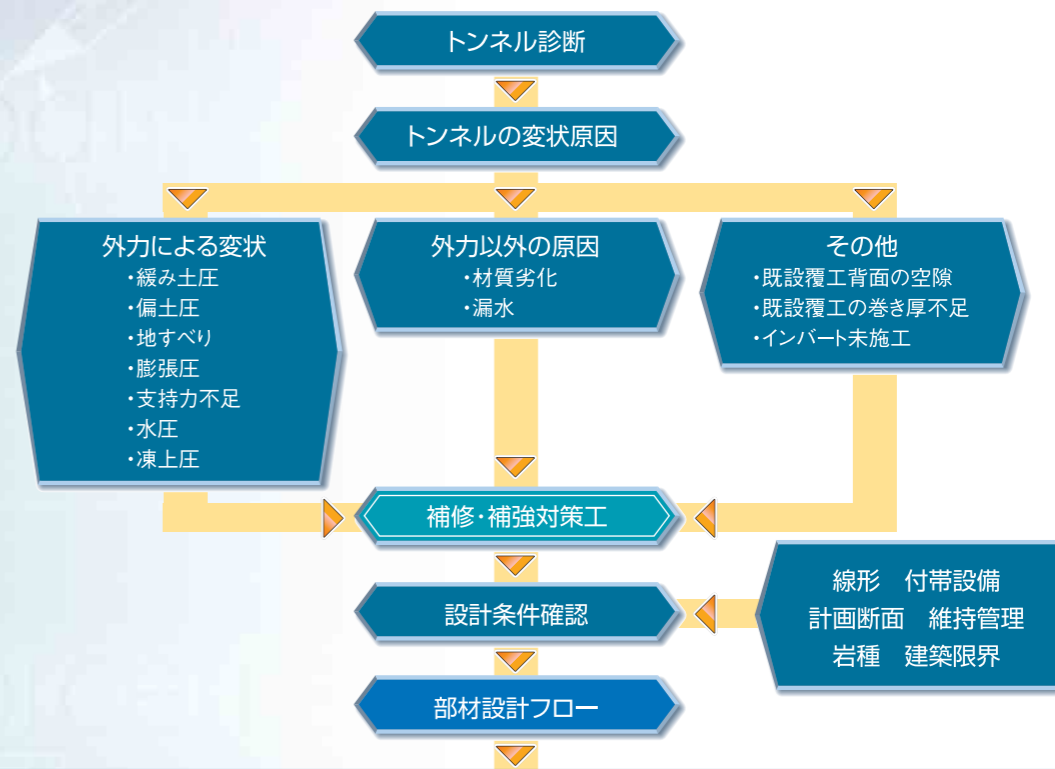 トンネル診断
トンネルの変状原因
外力による変状
・緩み土圧
・偏土圧
・地すべり
・膨張圧
・支持力不足
・水圧
・凍上圧
外力以外の原因
・材質劣化
・漏水
その他
・既設覆工背面の空隙
・既設覆工の巻き厚不足
・インバート未施工
補修・補強対策工
設計条件確認
線形　付帯設備
計画断面　維持管理
岩種　建築限界
部材設計フロー